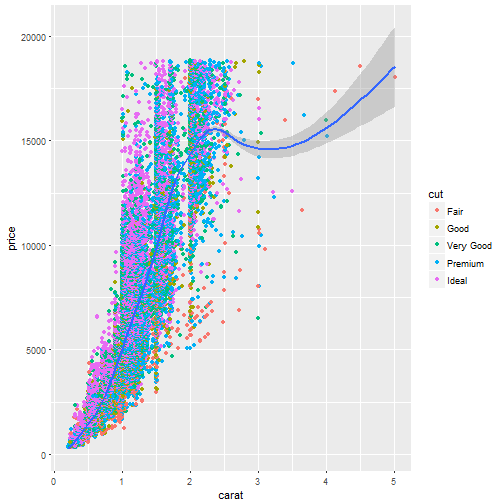 20000
15000
10000
5000
0
price
0
1
2
3
4
5
carat
cut
Fair
Good
Very Good
Premium
Ideal